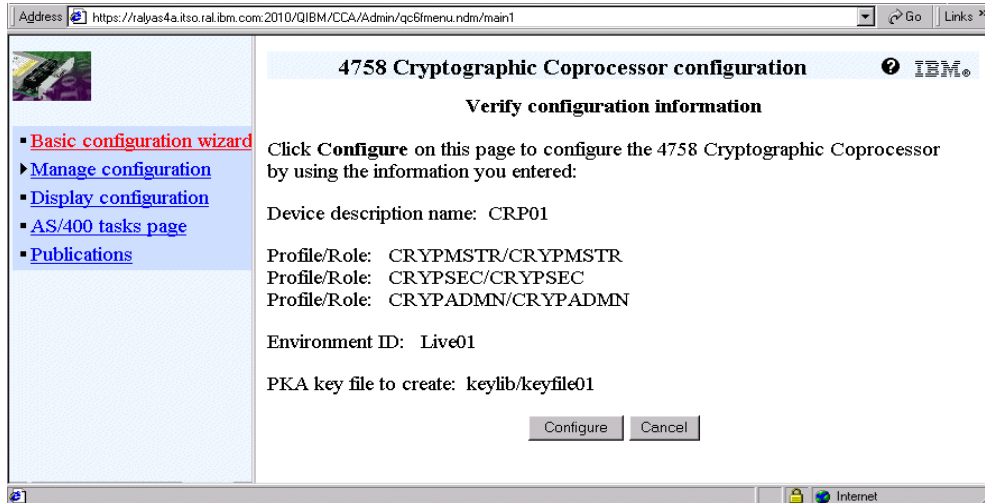 Address https://ralyas4a.itso.ral.ibm.com:2010/QIBM/CCA/Admin/qc6fmenu.ndm/main1 Go Links »
4758 Cryptographic Coprocessor configuration ? IBM®
Verify configuration information
Basic configuration wizard
Manage configuration
Display configuration
AS/400 tasks page
Publications
Click Configure on this page to configure the 4758 Cryptographic Coprocessor
by using the information you entered:
Device description name: CRP01
Profile/Role: CRYPMSTR/CRYPMSTR
Profile/Role: CRYPSEC/CRYPSEC
Profile/Role: CRYPADMN/CRYPADMN
Environment ID: Live01
PKA key file to create: keylib/keyfile01
Configure Cancel
Internet